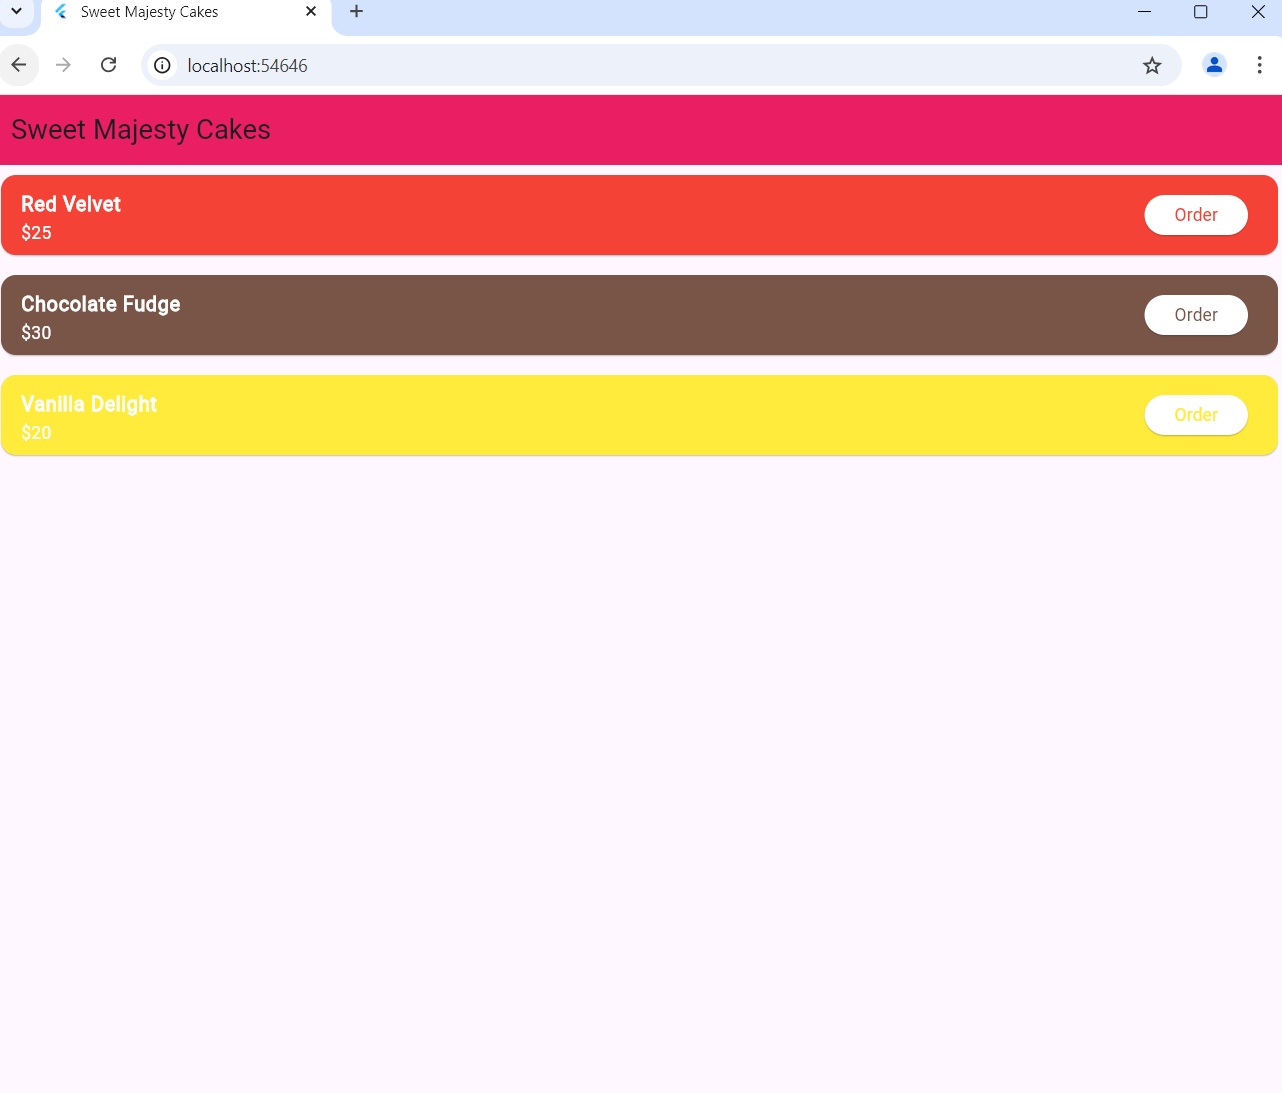 Sweet Majesty Cakes
localhost:54646
Sweet Majesty Cakes
Red Velvet
$25
Order
Chocolate Fudge
$30
Order
Vanilla Delight
$20
Order